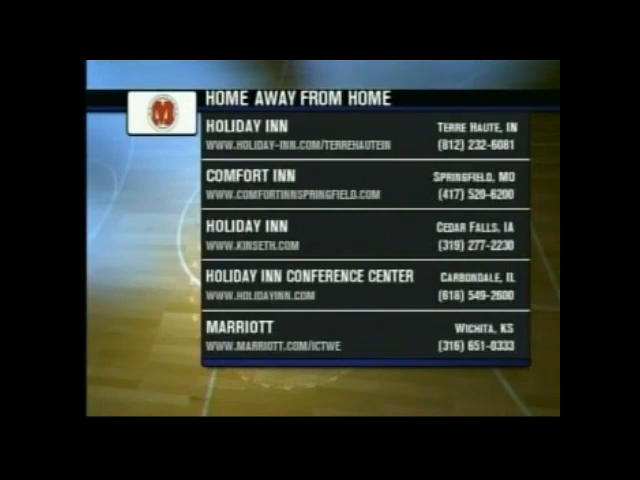 HOME AWAY FROM HOME
HOLIDAY INN TERRE HAUTE, IN
WWW.HOLIDAY-INN.COM/TERREHAUTEIN (812) 232-6081
COMFORT INN SPRINGFIELD, MO
WWW.COMFORTINNSPRINGFIELD.COM (417) 520-6200
HOLIDAY INN CEDAR FALLS, IA
WWW.KINSETH.COM (319) 277-2230
HOLIDAY INN CONFERENCE CENTER CARBONDALE, IL
WWW.HOLIDAYINN.COM (618) 549-2600
MARRIOTT WICHITA, KS
WWW.MARRIOTT.COM/ICTWE (316) 651-0333